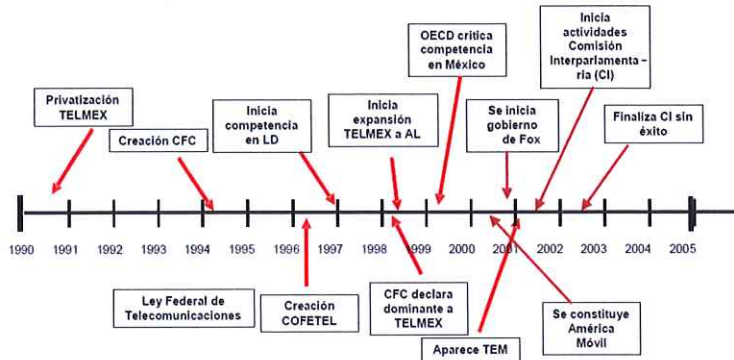 OECD critica
competencia
en México
Inicia
actividades
Comisión
Interparlamenta –
ria (CI)
Privatización
TELMEX
Creación CFC
Inicia
competencia
en LD
Inicia
expansión
TELMEX a AL
Se inicia
gobierno
de Fox
Finaliza CI sin
éxito
1990 1991 1992 1993 1994 1995 1996 1997 1998 1999 2000 2001 2002 2003 2004 2005
Ley Federal de
Telecomunicaciones
Creación
COFETEL
CFC declara
dominante a
TELMEX
Aparece TEM
Se constituye
América
Móvil